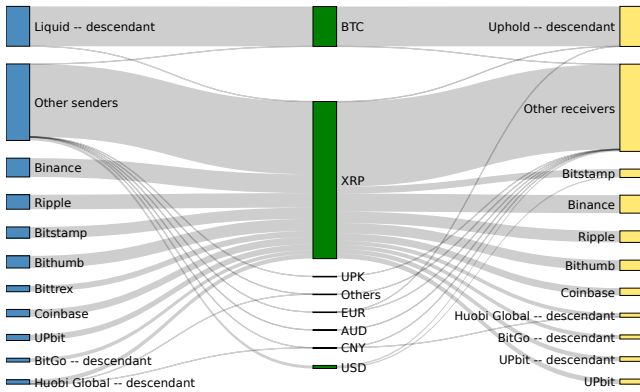 Liquid -- descendant
Other senders
Binance
Ripple
Bitstamp
Bithumb
Bittrex
Coinbase
UPbit
BitGo -- descendant
Huobi Global -- descendant
BTC
XRP
UPK
Others
EUR
AUD
CNY
USD
Uphold -- descendant
Other receivers
Bitstamp
Binance
Ripple
Bithumb
Coinbase
Huobi Global -- descendant
BitGo -- descendant
UPbit -- descendant
UPbit